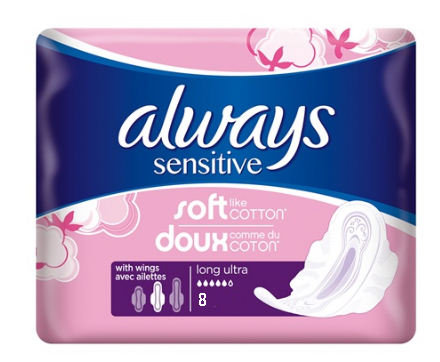 always
sensitive
soft like COTTON*
doux comme du COTON*
with wings
avec ailettes
long ultra
8